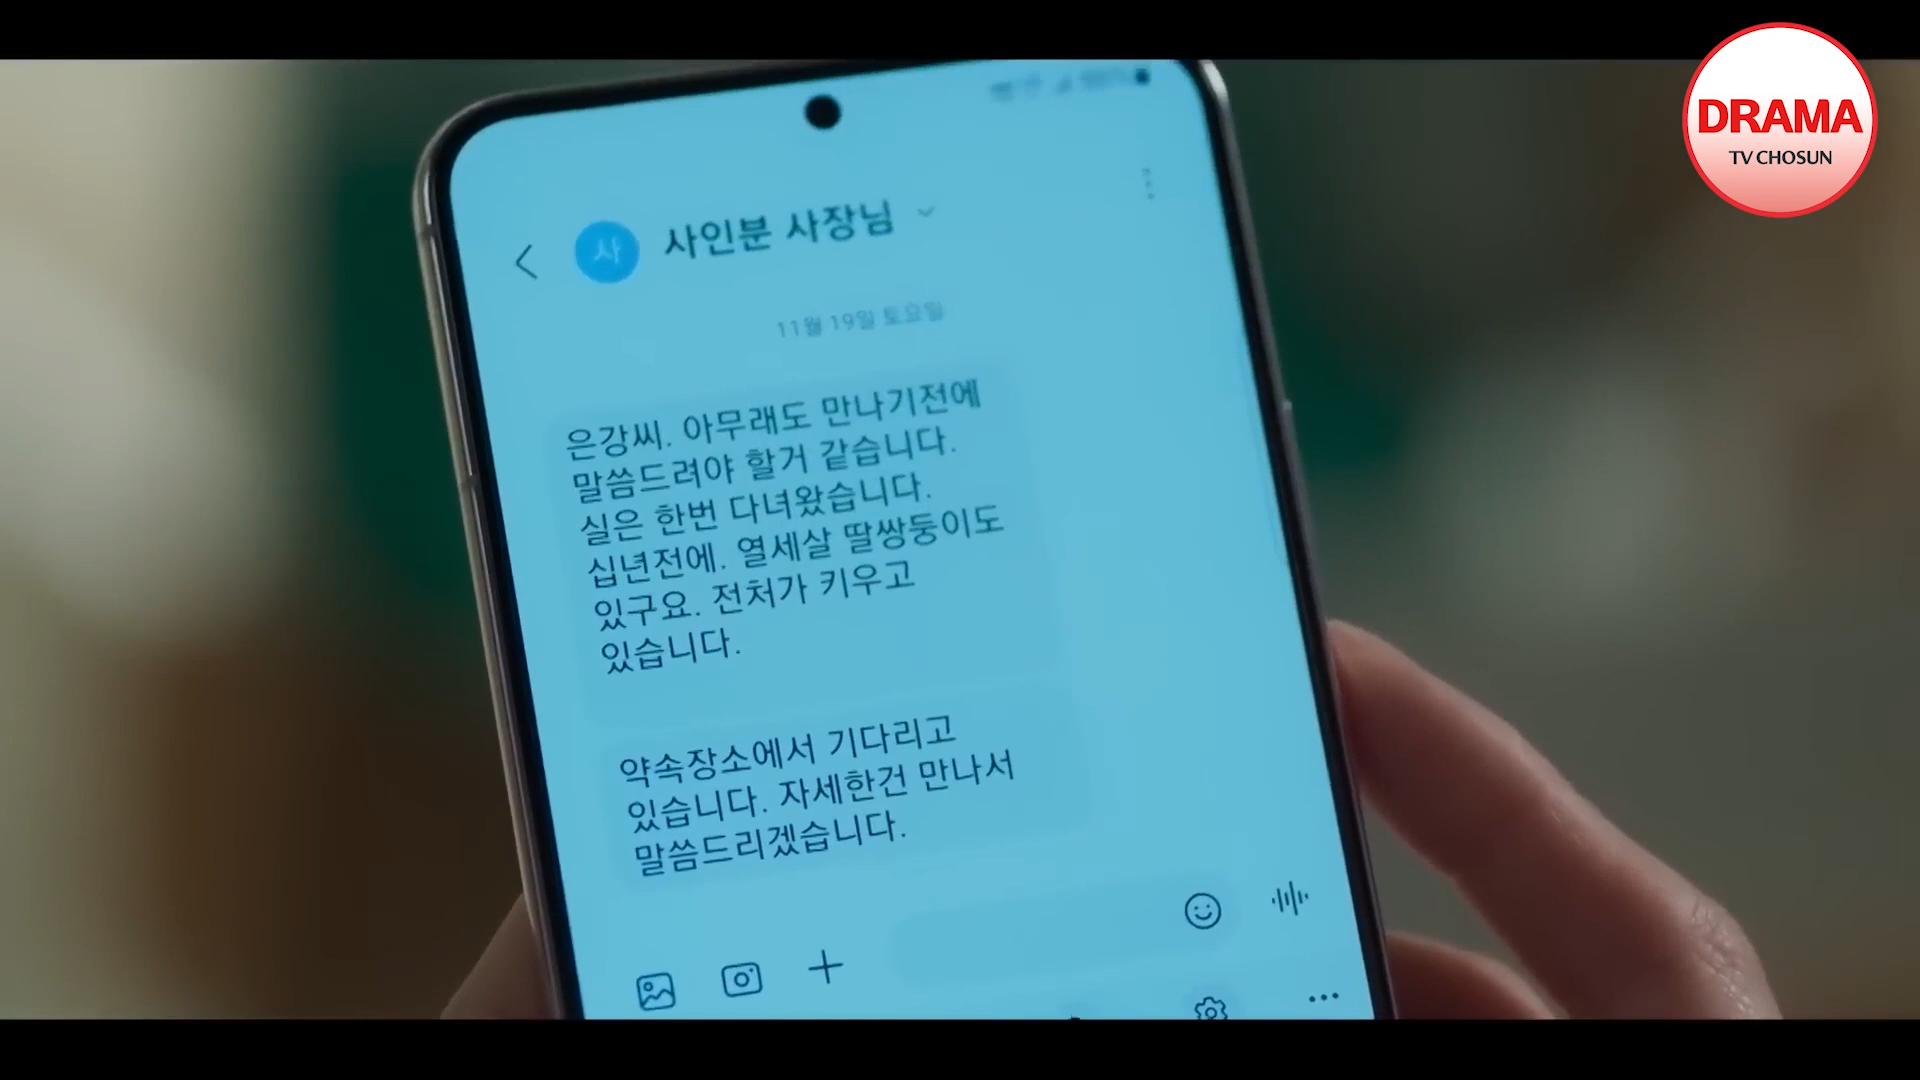 DRAMA
TV CHOSUN
사 사인분 사장님
11월 19일 토요일
은강씨. 아무래도 만나기전에
말씀드려야 할거 같습니다.
실은 한번 다녀왔습니다.
십년전에. 열세살 딸쌍둥이도
있구요. 전처가 키우고
있습니다.
약속장소에서 기다리고
있습니다. 자세한건 만나서
말씀드리겠습니다.